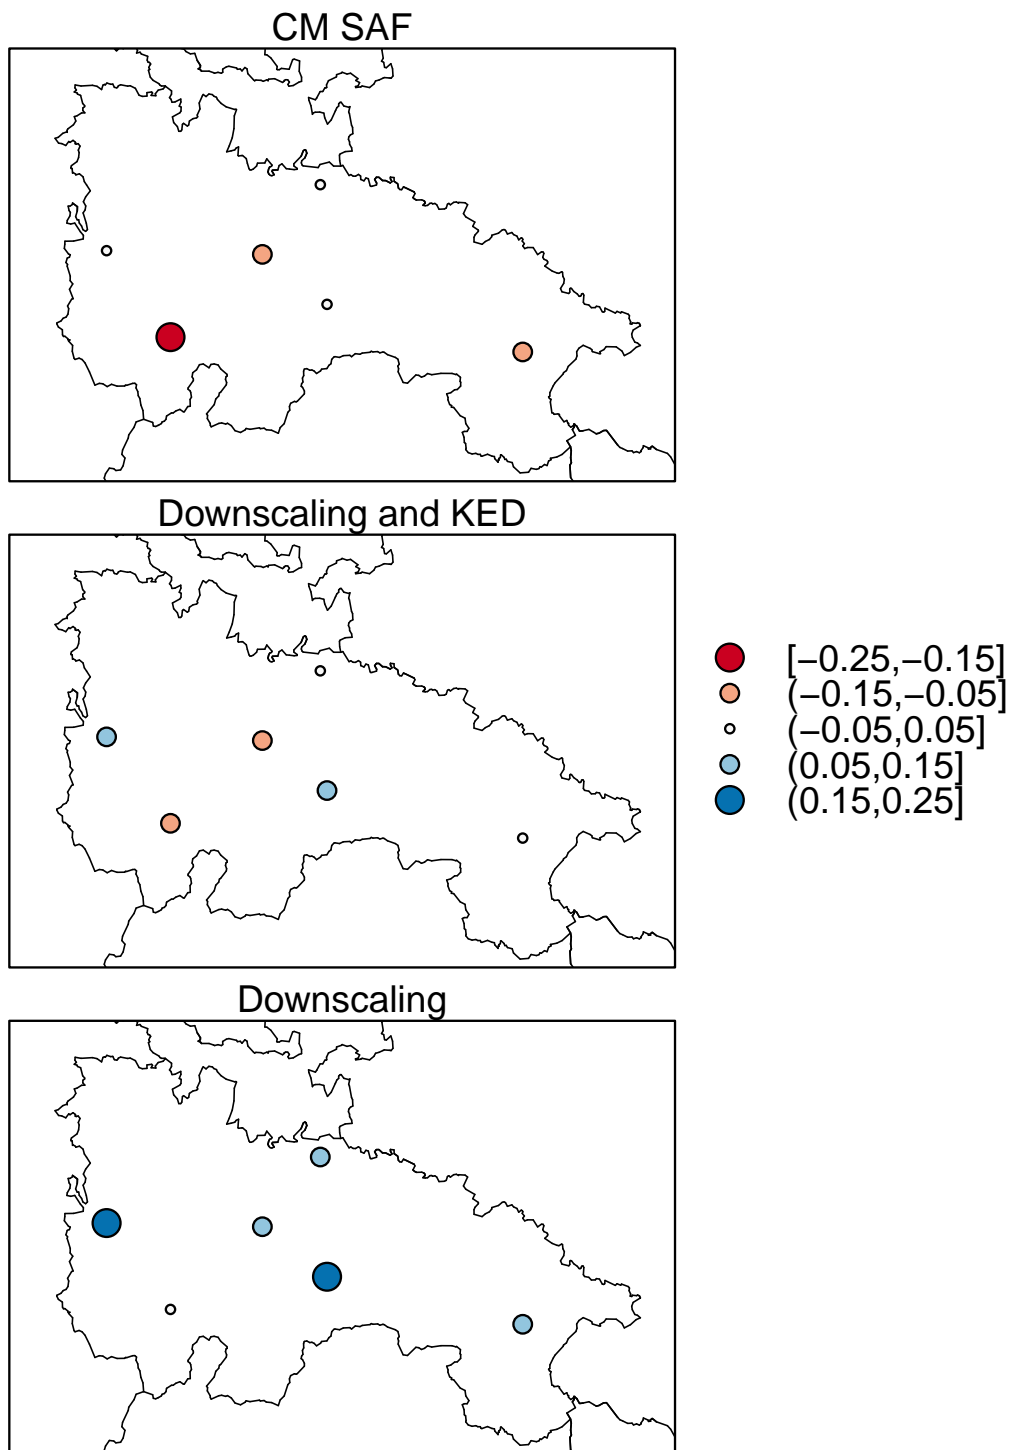 CM SAF
Downscaling and KED
[−0.25,−0.15]
(−0.15,−0.05]
(−0.05,0.05]
(0.05,0.15]
(0.15,0.25]
Downscaling